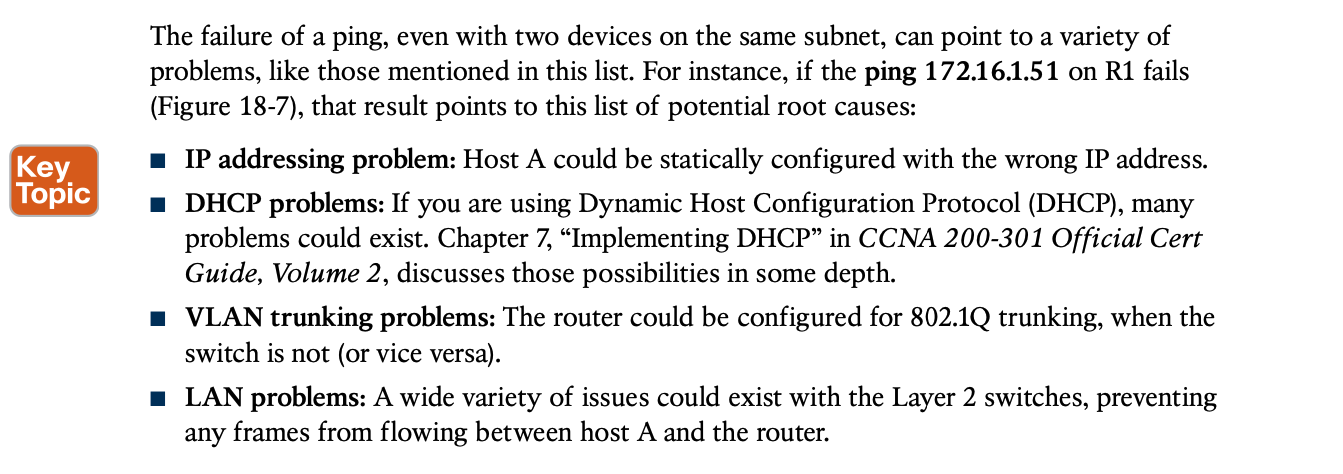 The failure of a ping, even with two devices on the same subnet, can point to a variety of
problems, like those mentioned in this list. For instance, if the ping 172.16.1.51 on R1 fails
(Figure 18-7), that result points to this list of potential root causes:
Key
Topic
■ IP addressing problem: Host A could be statically configured with the wrong IP address.
■ DHCP problems: If you are using Dynamic Host Configuration Protocol (DHCP), many
problems could exist. Chapter 7, “Implementing DHCP” in CCNA 200-301 Official Cert
Guide, Volume 2, discusses those possibilities in some depth.
■ VLAN trunking problems: The router could be configured for 802.1Q trunking, when the
switch is not (or vice versa).
■ LAN problems: A wide variety of issues could exist with the Layer 2 switches, preventing
any frames from flowing between host A and the router.